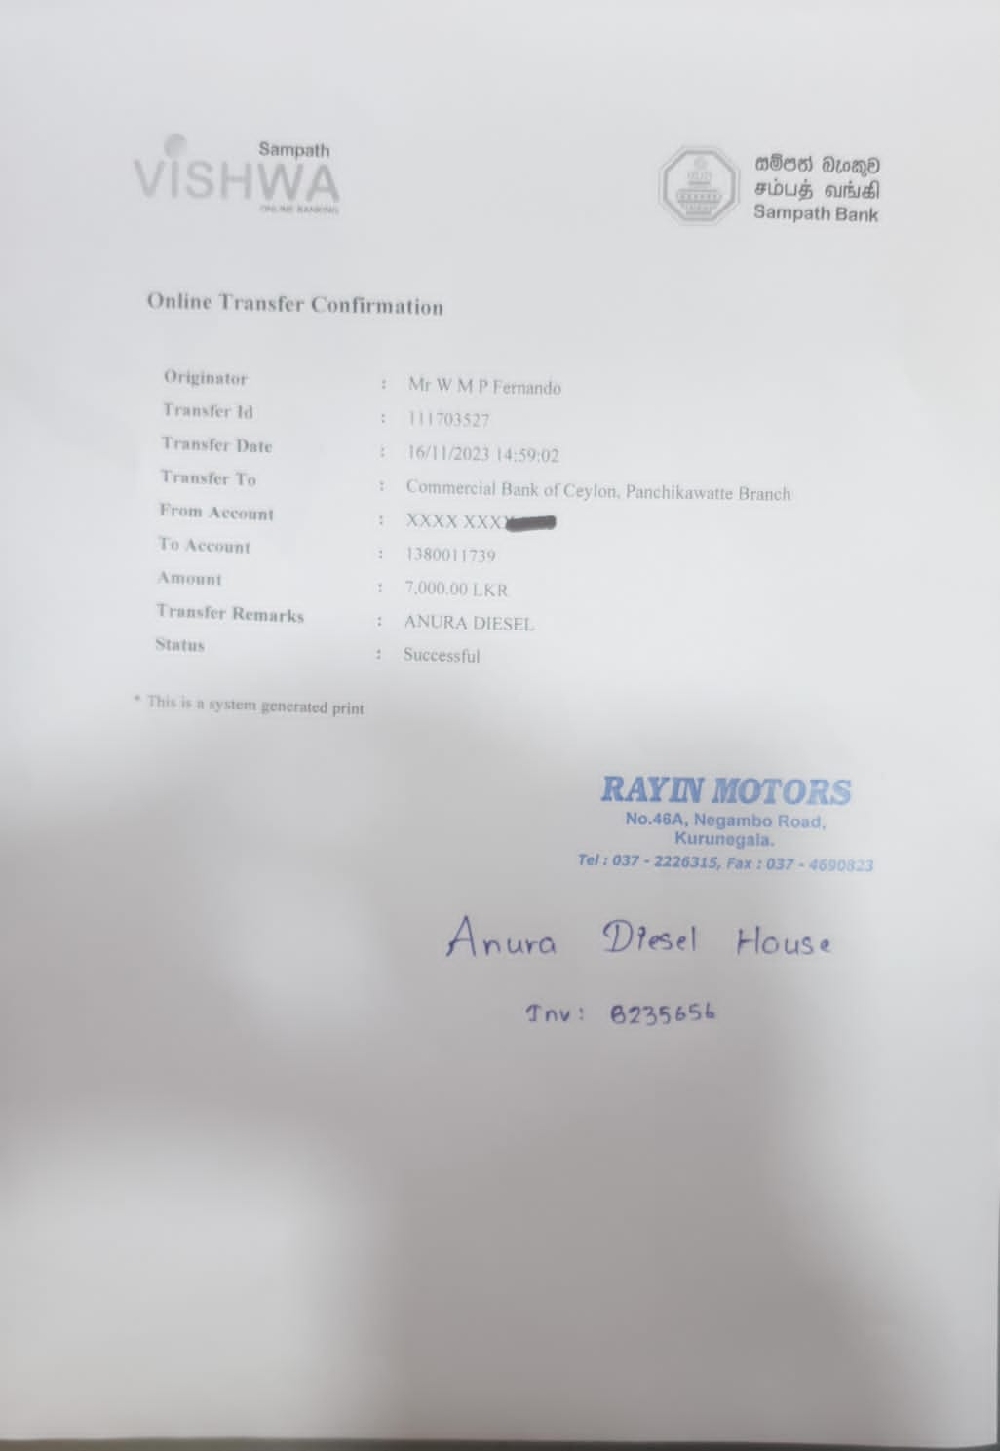 Sampath
VISHWA
ONLINE BANKING
සම්පත් බැංකුව
சம்பத் வங்கி
Sampath Bank
Online Transfer Confirmation
Originator : Mr W M P Fernando
Transfer Id : 111703527
Transfer Date : 16/11/2023 14:59:02
Transfer To : Commercial Bank of Ceylon, Panchikawatte Branch
From Account : XXXX XXXX
To Account : 1380011739
Amount : 7,000.00 LKR
Transfer Remarks : ANURA DIESEL
Status : Successful
* This is a system generated print
RAYIN MOTORS
No.46A, Negambo Road,
Kurunegala.
Tel : 037 - 2226315, Fax : 037 - 4690823
Anura Diesel House
Inv: 8235656